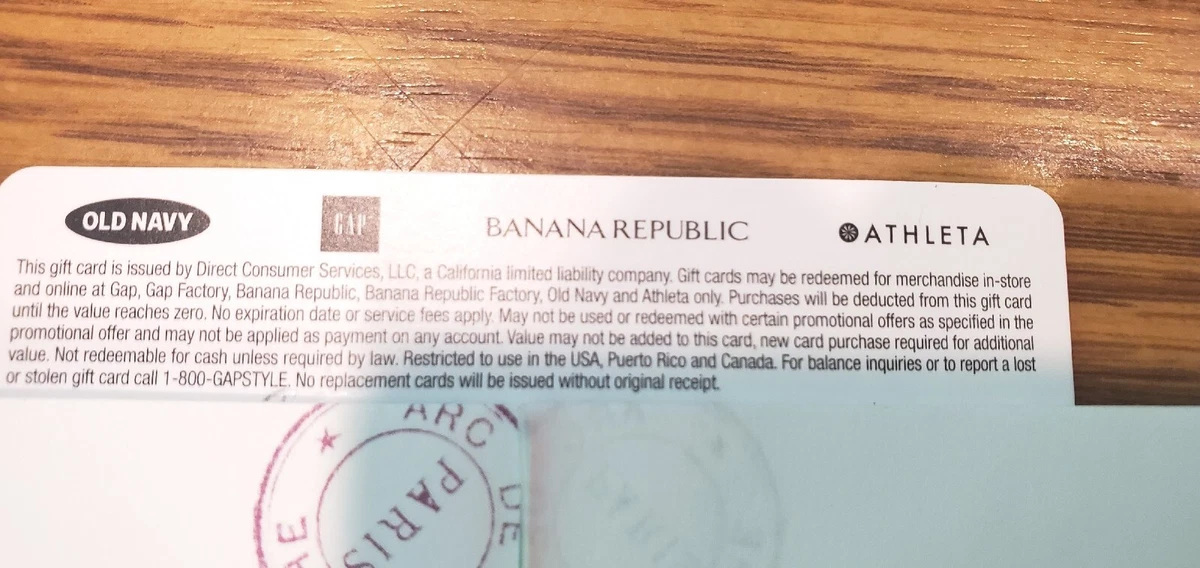 OLD NAVY GAP BANANA REPUBLIC ATHLETA
This gift card is issued by Direct Consumer Services, LLC, a California limited liability company. Gift cards may be redeemed for merchandise in-store
and online at Gap, Gap Factory, Banana Republic, Banana Republic Factory, Old Navy and Athleta only. Purchases will be deducted from this gift card
until the value reaches zero. No expiration date or service fees apply. May not be used or redeemed with certain promotional offers as specified in the
promotional offer and may not be applied as payment on any account. Value may not be added to this card, new card purchase required for additional
value. Not redeemable for cash unless required by law. Restricted to use in the USA, Puerto Rico and Canada. For balance inquiries or to report a lost
or stolen gift card call 1-800-GAPSTYLE. No replacement cards will be issued without original receipt.
ARC DE
PARIS